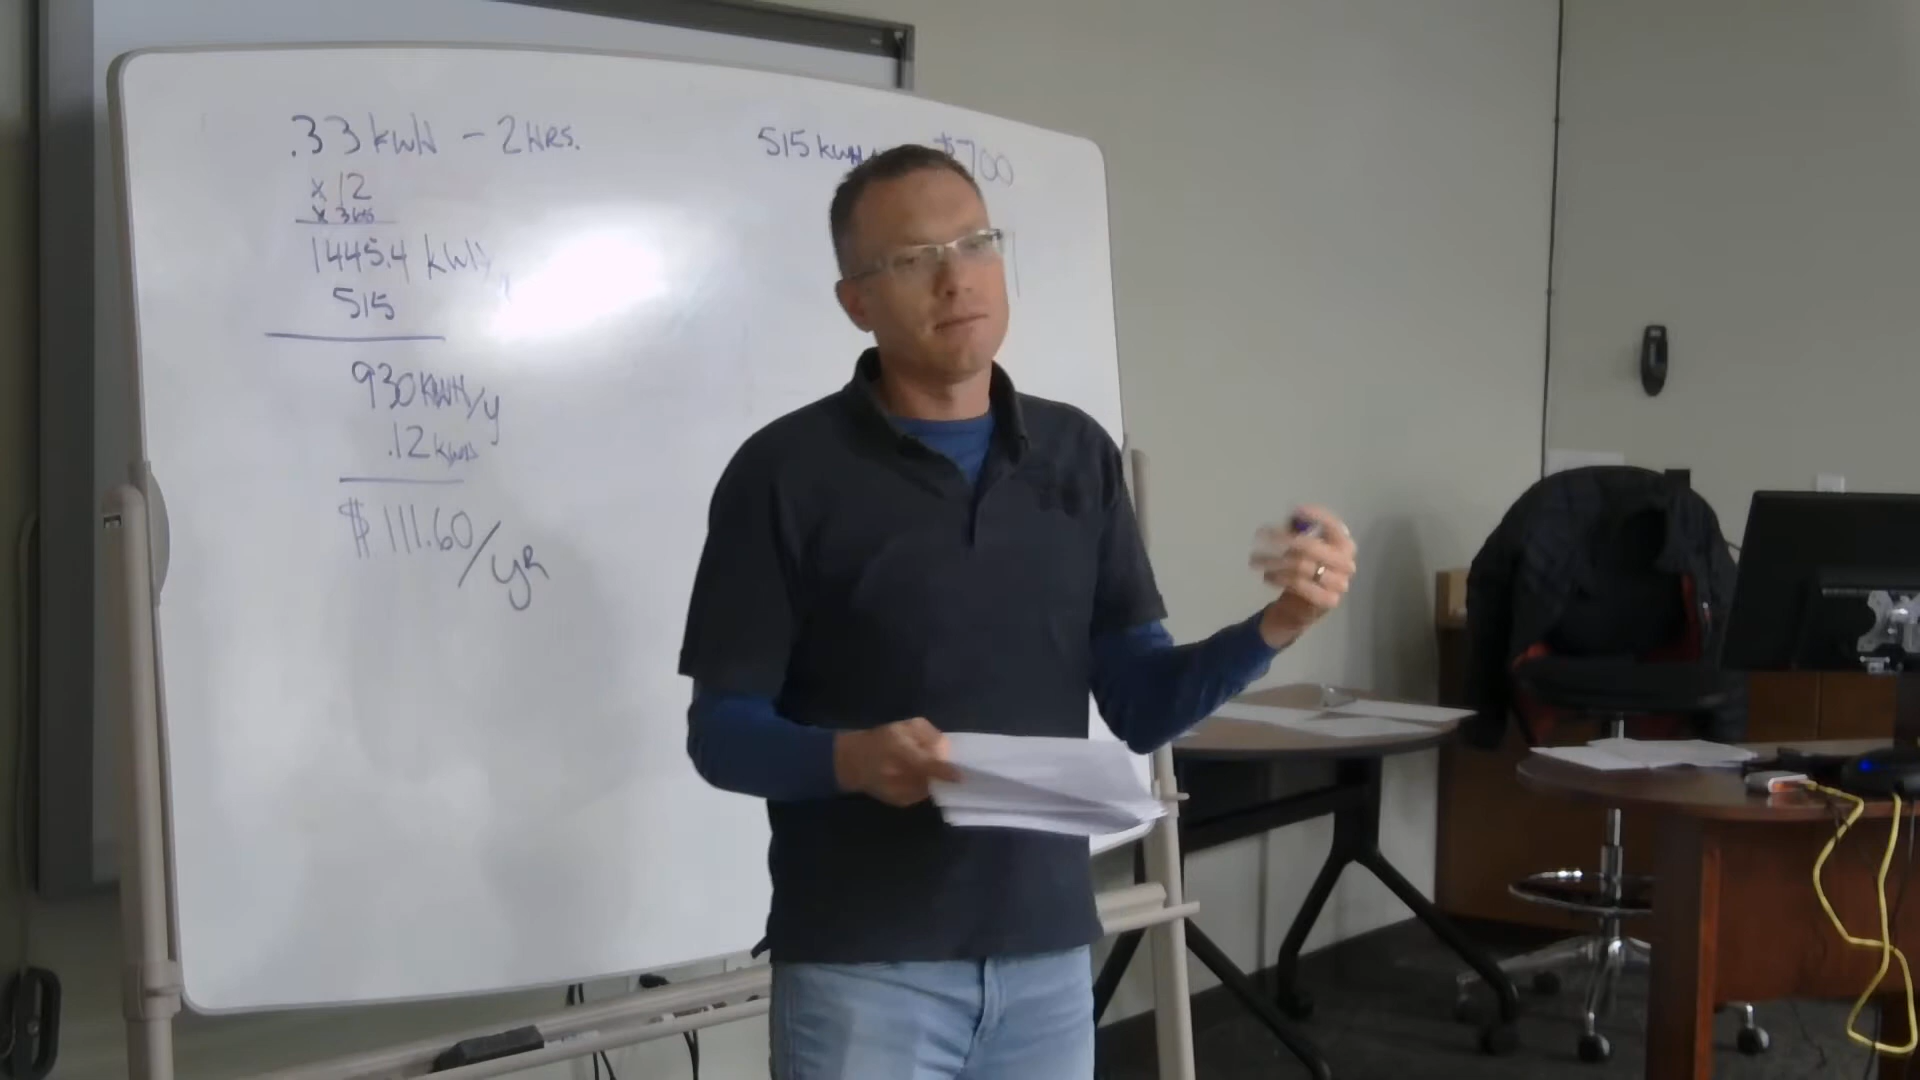 .33 kWH - 2 HRS.
x 12
x 365
1445.4 kWH/
515
930 KWH/y
.12 kWH
$111.60/yR
515 kWH
$700